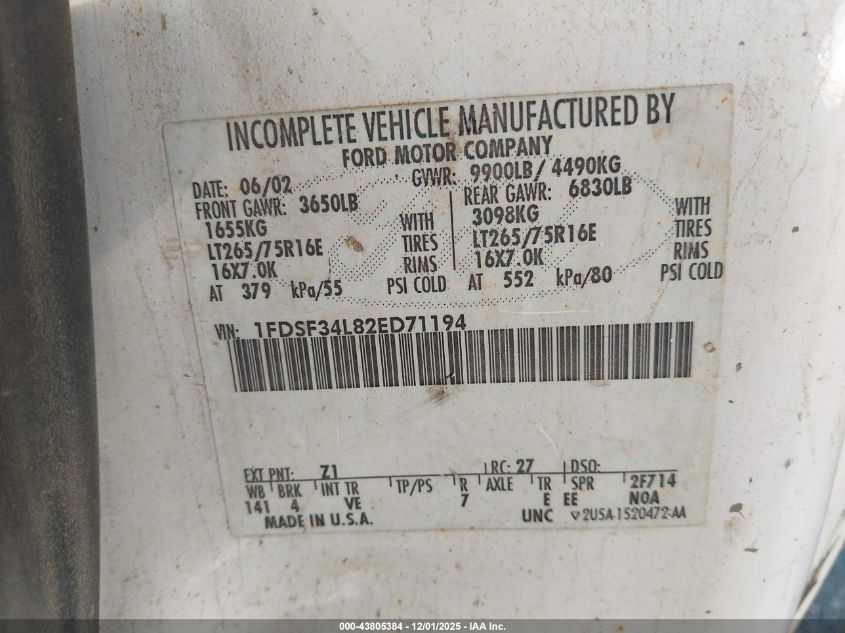 INCOMPLETE VEHICLE MANUFACTURED BY
FORD MOTOR COMPANY
DATE: 06/02 GVWR: 9900LB/ 4490KG
FRONT GAWR: 3650LB REAR GAWR: 6830LB
1655KG WITH 3098KG WITH
LT265/75R16E TIRES LT265/75R16E TIRES
16X7.0K RIMS 16X7.0K RIMS
AT 379 kPa/55 PSI COLD AT 552 kPa/80 PSI COLD
VIN: 1FDSF34L82ED71194
EXT PNT: Z1 RC: 27 DSO:
WB BRK INT TR TP/PS R AXLE TR SPR 2F714
141 4 VE 7 E EE N0A
MADE IN U.S.A. UNC ▽2U5A-1520472-AA
000-43805384 - 12/01/2025 - IAA Inc.